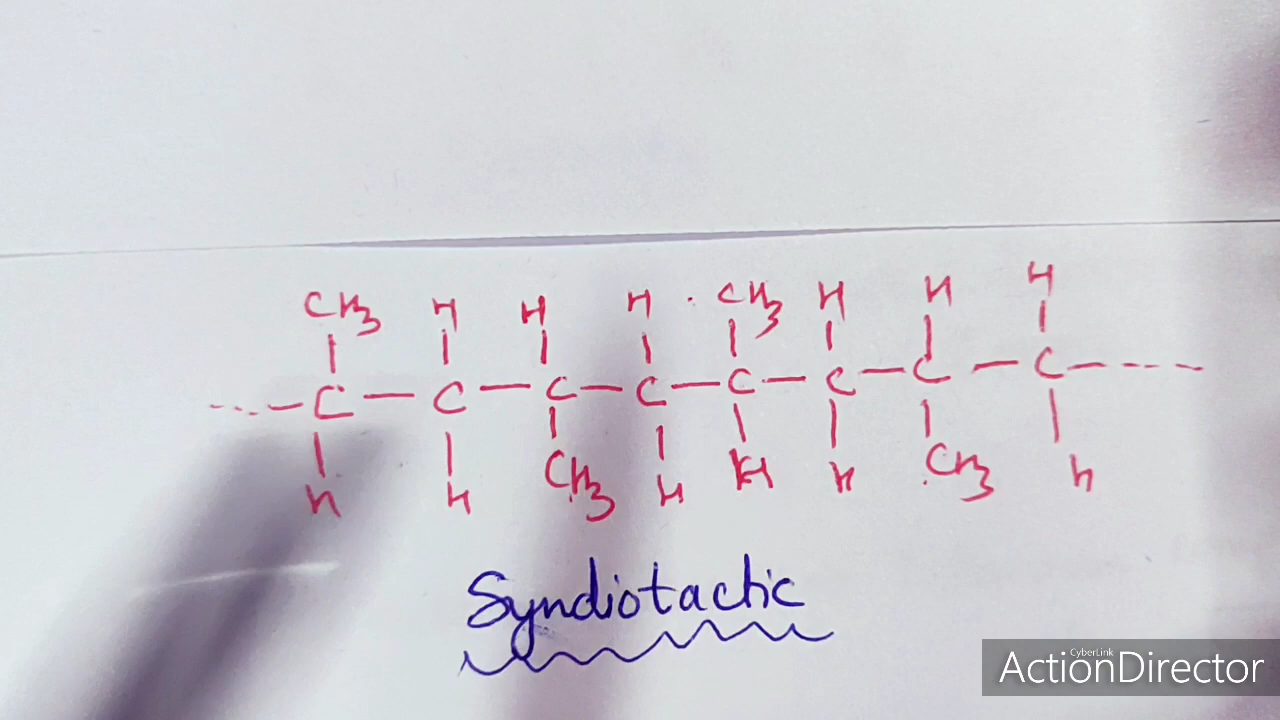 CH3 H H H CH3 H H H
---C-C-C-C-C-C-C-C---
H H CH3 H H H CH3 H
Syndiotactic
CyberLink
ActionDirector